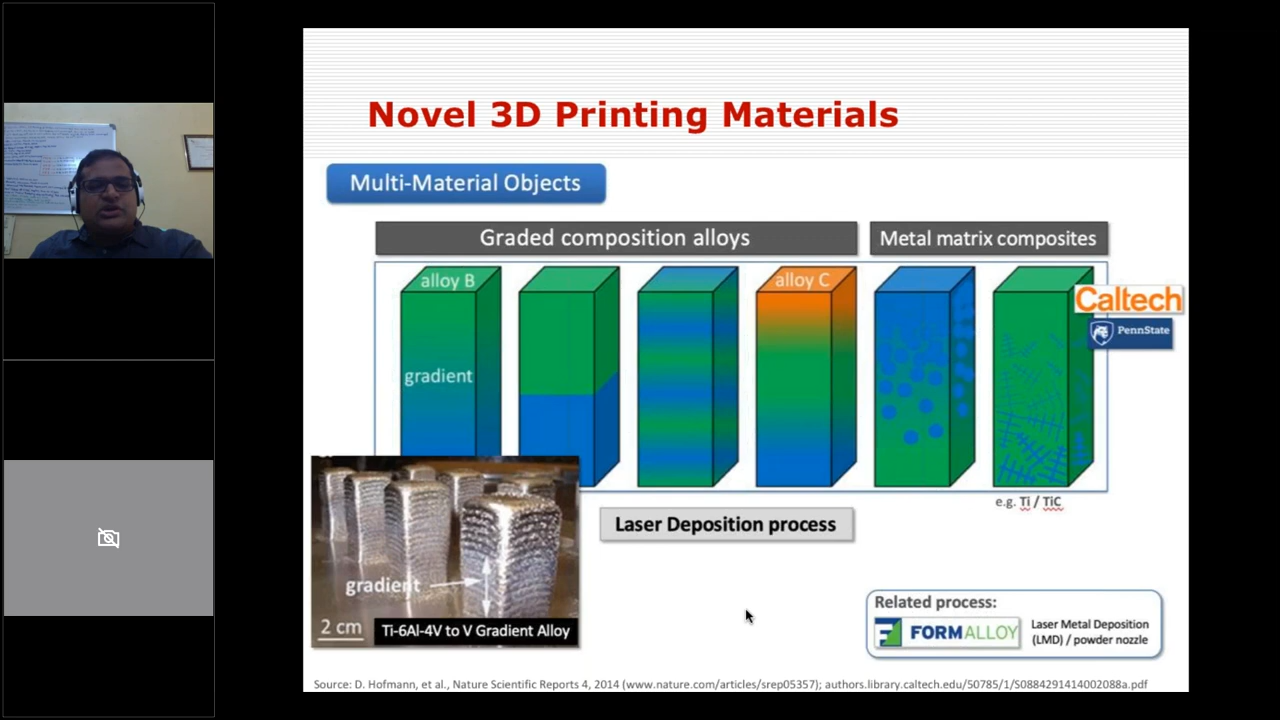 Novel 3D Printing Materials
Multi-Material Objects
Graded composition alloys
Metal matrix composites
alloy B
alloy C
Caltech
PennState
gradient
e.g. Ti / TiC
Laser Deposition process
gradient
2 cm
Ti-6Al-4V to V Gradient Alloy
Related process:
FORMALLOY
Laser Metal Deposition
(LMD) / powder nozzle
Source: D. Hofmann, et al., Nature Scientific Reports 4, 2014 (www.nature.com/articles/srep05357); authors.library.caltech.edu/50785/1/S0884291414002088a.pdf